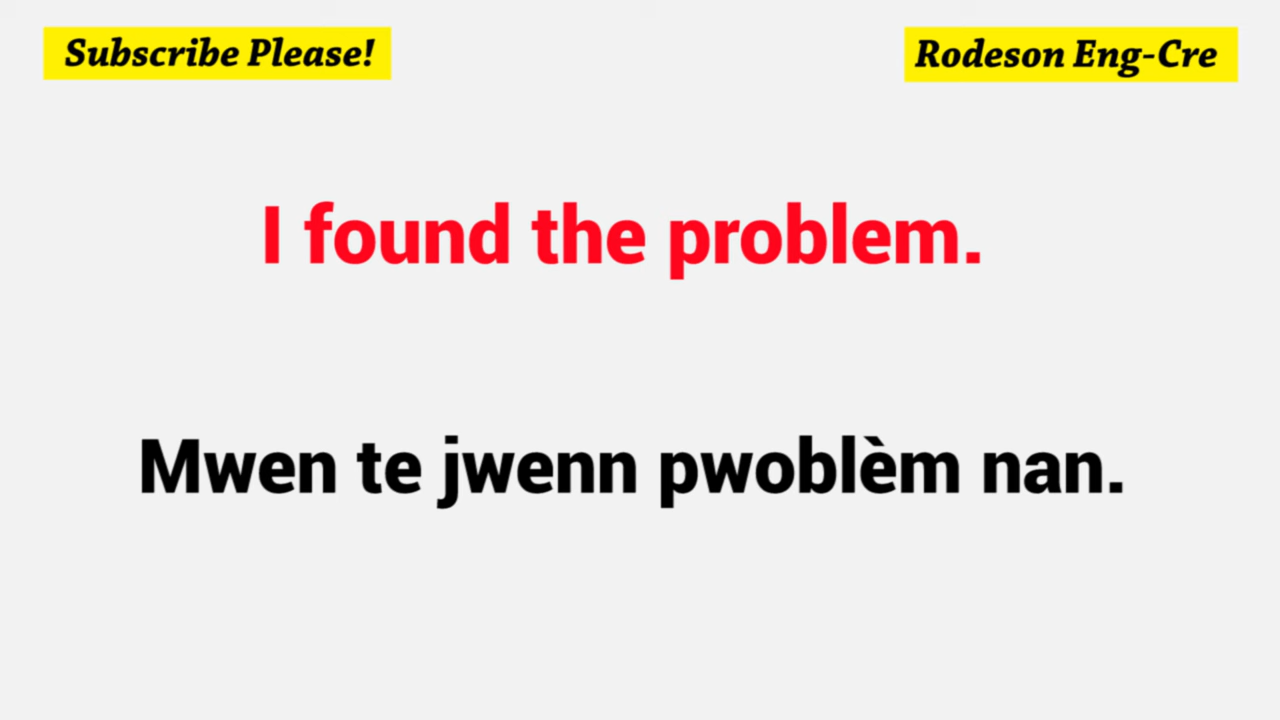 Subscribe Please!
Rodeson Eng-Cre
I found the problem.
Mwen te jwenn pwoblèm nan.